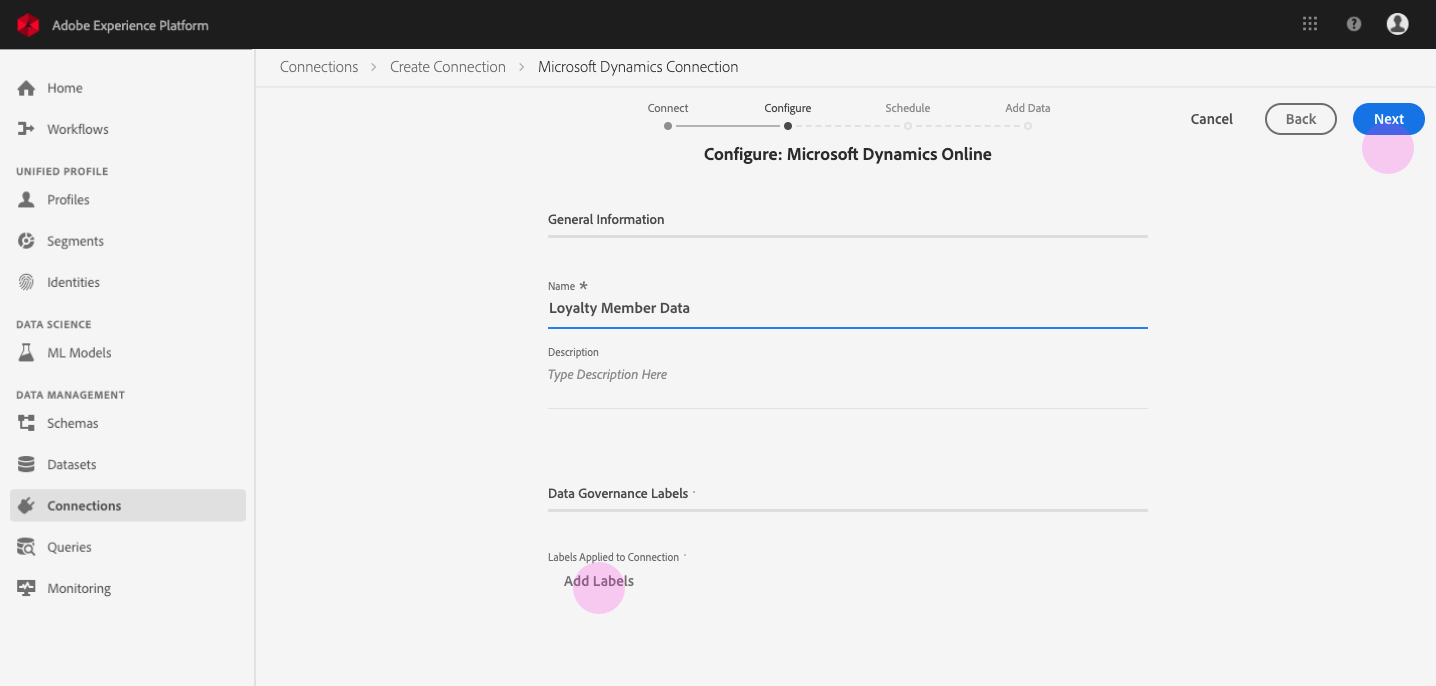 Adobe Experience Platform
Home
Workflows
UNIFIED PROFILE
Profiles
Segments
Identities
DATA SCIENCE
ML Models
DATA MANAGEMENT
Schemas
Datasets
Connections
Queries
Monitoring
Connections > Create Connection > Microsoft Dynamics Connection
Connect Configure Schedule Add Data
Cancel Back Next
Configure: Microsoft Dynamics Online
General Information
Name *
Loyalty Member Data
Description
Type Description Here
Data Governance Labels
Labels Applied to Connection
Add Labels